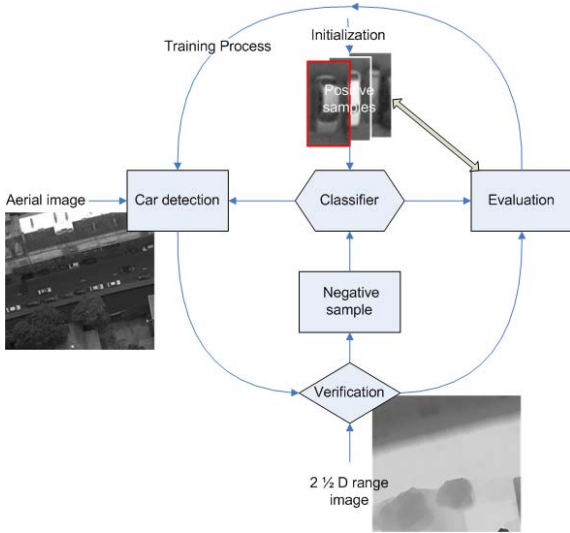 Initialization
Training Process
Positive
samples
Aerial image
Car detection
Classifier
Evaluation
Negative
sample
Verification
2 ½ D range
image